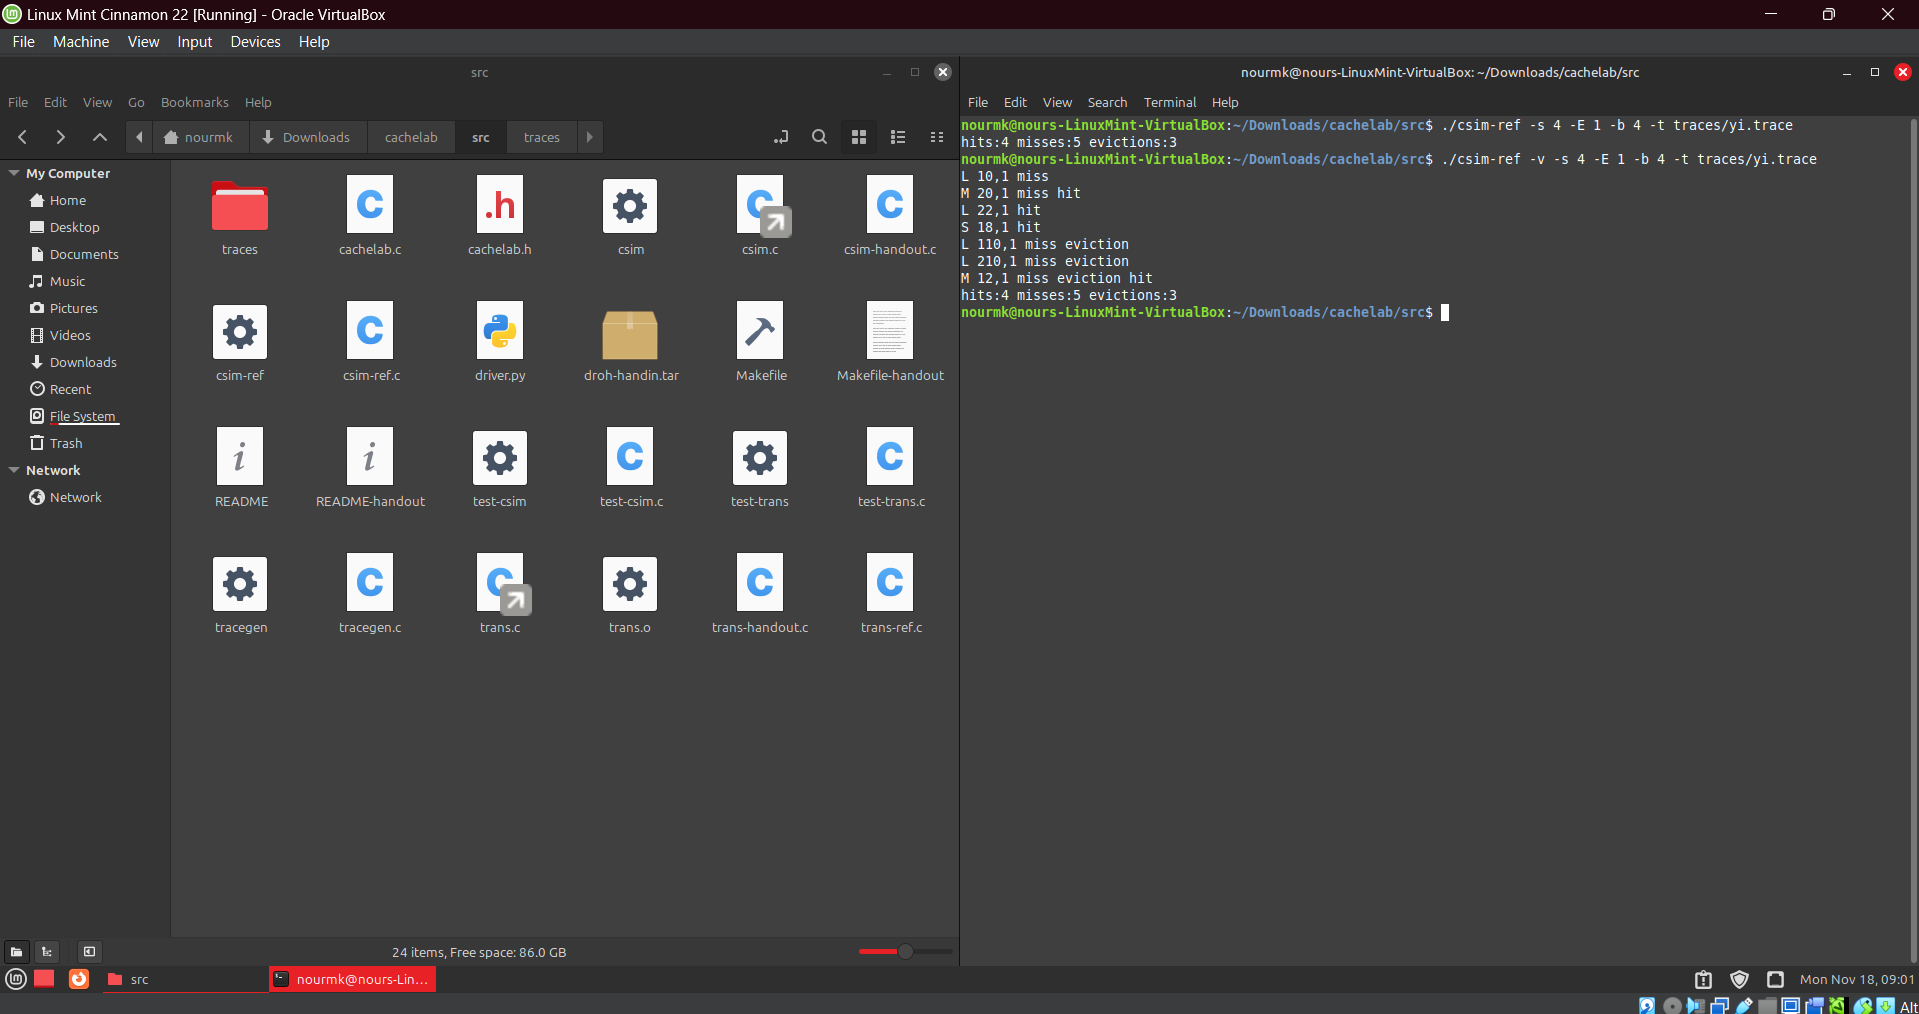 Linux Mint Cinnamon 22 [Running] - Oracle VirtualBox
File Machine View Input Devices Help
src
File Edit View Go Bookmarks Help
nourmk Downloads cachelab src traces
My Computer
Home
Desktop
Documents
Music
Pictures
Videos
Downloads
Recent
File System
Trash
Network
Network
traces cachelab.c cachelab.h csim csim.c csim-handout.c
csim-ref csim-ref.c driver.py droh-handin.tar Makefile Makefile-handout
README README-handout test-csim test-csim.c test-trans test-trans.c
tracegen tracegen.c trans.c trans.o trans-handout.c trans-ref.c
24 items, Free space: 86.0 GB
nourmk@nours-LinuxMint-VirtualBox: ~/Downloads/cachelab/src
File Edit View Search Terminal Help
nourmk@nours-LinuxMint-VirtualBox:~/Downloads/cachelab/src$ ./csim-ref -s 4 -E 1 -b 4 -t traces/yi.trace
hits:4 misses:5 evictions:3
nourmk@nours-LinuxMint-VirtualBox:~/Downloads/cachelab/src$ ./csim-ref -v -s 4 -E 1 -b 4 -t traces/yi.trace
L 10,1 miss
M 20,1 miss hit
L 22,1 hit
S 18,1 hit
L 110,1 miss eviction
L 210,1 miss eviction
M 12,1 miss eviction hit
hits:4 misses:5 evictions:3
nourmk@nours-LinuxMint-VirtualBox:~/Downloads/cachelab/src$
src nourmk@nours-Lin... Mon Nov 18, 09:01
Alt